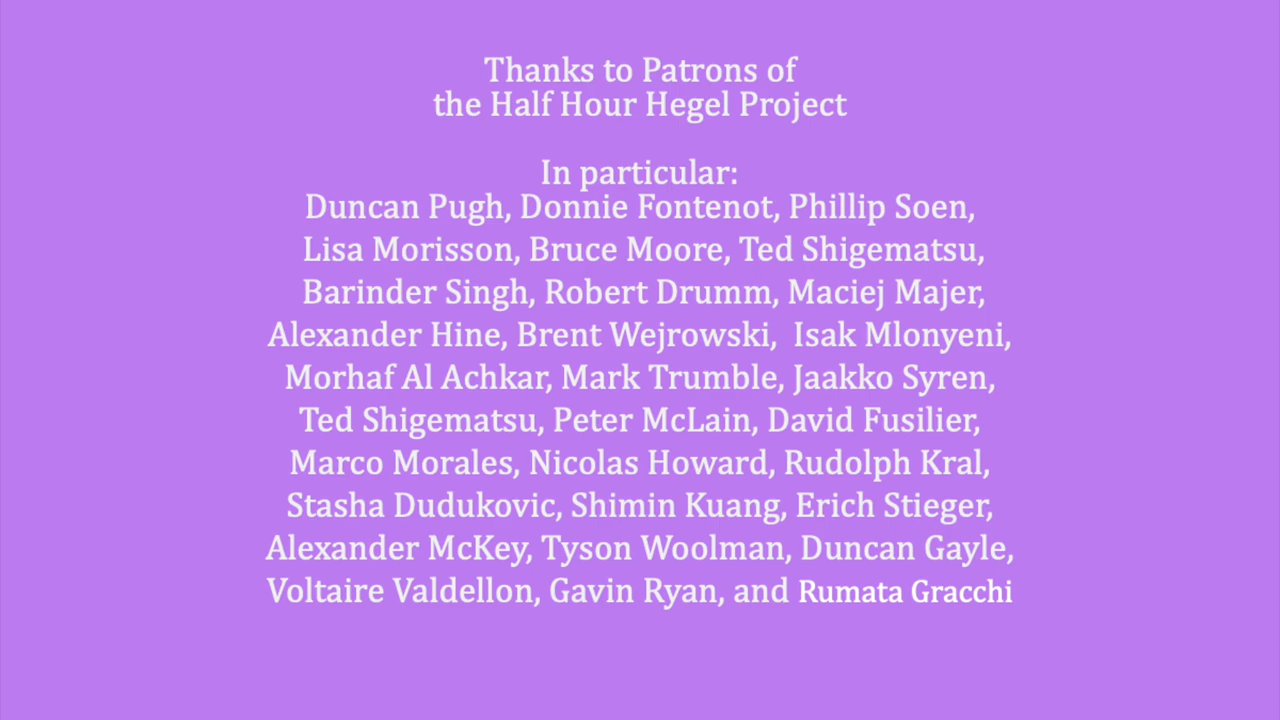 Thanks to Patrons of
the Half Hour Hegel Project
In particular:
Duncan Pugh, Donnie Fontenot, Phillip Soen,
Lisa Morisson, Bruce Moore, Ted Shigematsu,
Barinder Singh, Robert Drumm, Maciej Majer,
Alexander Hine, Brent Wejrowski,  Isak Mlonyeni,
Morhaf Al Achkar, Mark Trumble, Jaakko Syren,
Ted Shigematsu, Peter McLain, David Fusilier,
Marco Morales, Nicolas Howard, Rudolph Kral,
Stasha Dudukovic, Shimin Kuang, Erich Stieger,
Alexander McKey, Tyson Woolman, Duncan Gayle,
Voltaire Valdellon, Gavin Ryan, and Rumata Gracchi